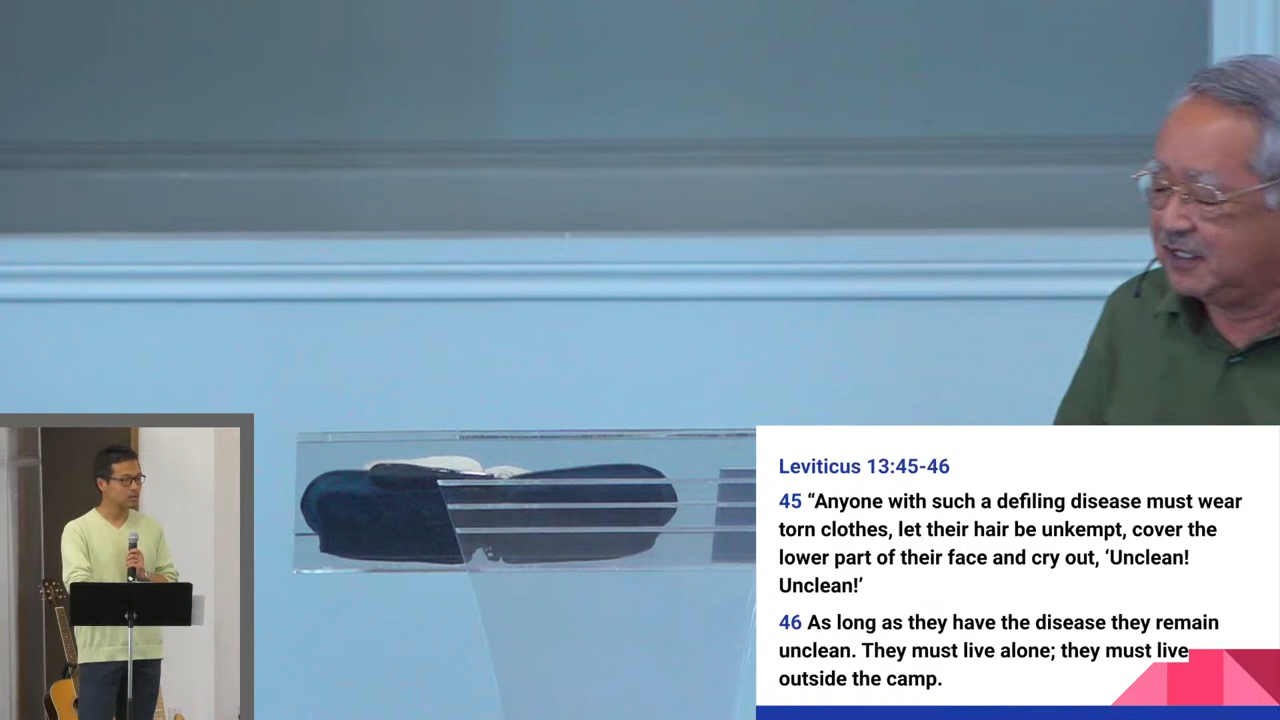 Leviticus 13:45-46
45 “Anyone with such a defiling disease must wear
torn clothes, let their hair be unkempt, cover the
lower part of their face and cry out, ‘Unclean!
Unclean!’
46 As long as they have the disease they remain
unclean. They must live alone; they must live
outside the camp.